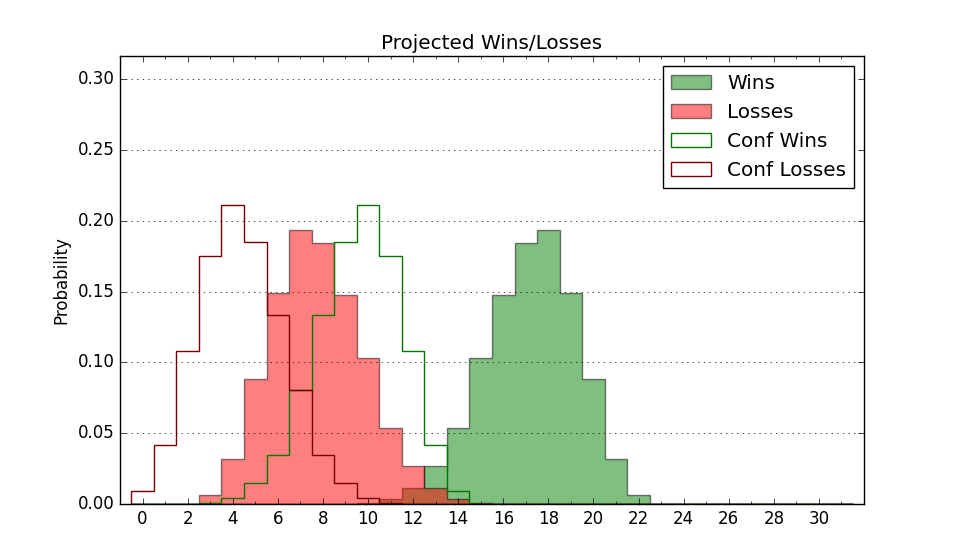 Projected Wins/Losses
0.30
0.25
0.20
0.15
0.10
0.05
0.00
Probability
Wins
Losses
Conf Wins
Conf Losses
0 2 4 6 8 10 12 14 16 18 20 22 24 26 28 30